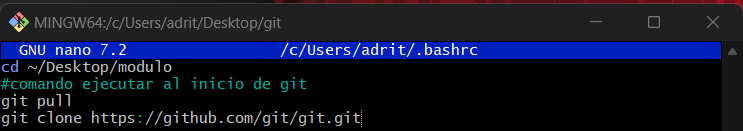 MINGW64:/c/Users/adrit/Desktop/git
GNU nano 7.2 /c/Users/adrit/.bashrc
cd ~/Desktop/modulo
#comando ejecutar al inicio de git
git pull
git clone https://github.com/git/git.git